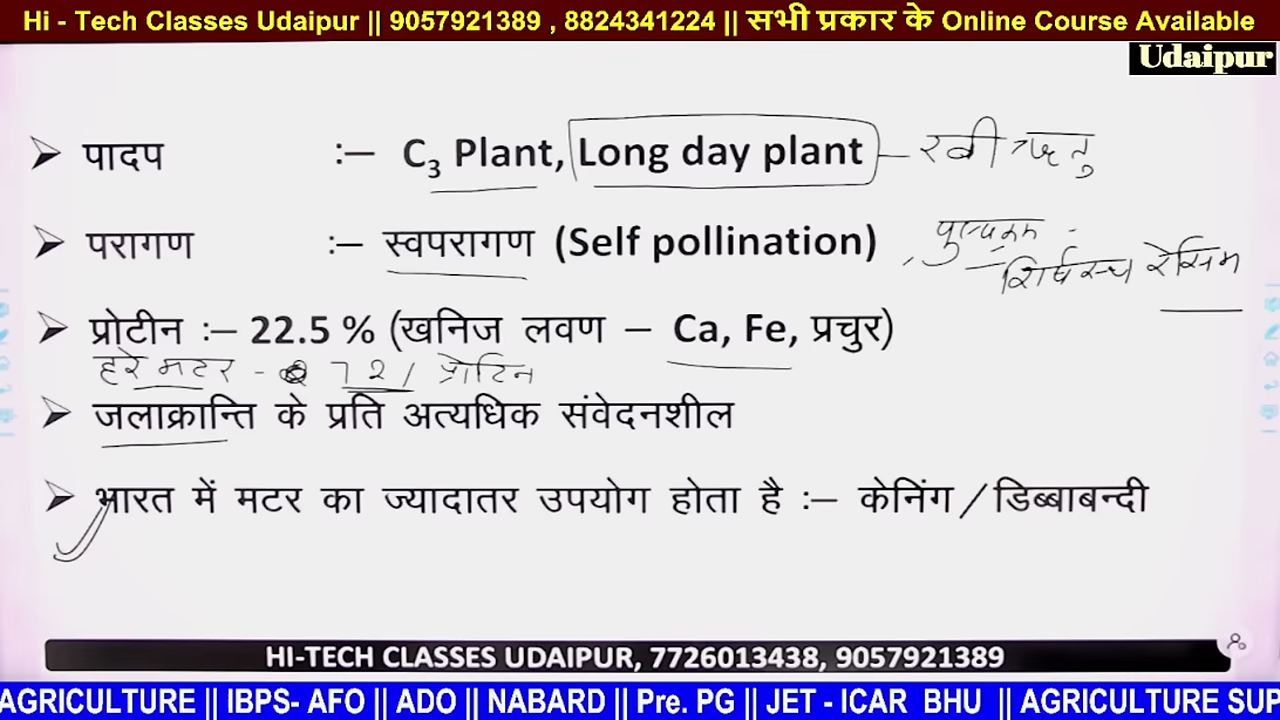 Hi - Tech Classes Udaipur || 9057921389 , 8824341224 || सभी प्रकार के Online Course Available
Udaipur
➢ पादप :– C₃ Plant, Long day plant – रबी ऋतु
➢ परागण :– स्वपरागण (Self pollination)
पुष्पक्रम -
– शिर्षस्थ रेसिम
➢ प्रोटीन :– 22.5 % (खनिज लवण – Ca, Fe, प्रचुर)
हरे मटर - प्रोटिन
➢ जलाक्रान्ति के प्रति अत्यधिक संवेदनशील
➢ भारत में मटर का ज्यादातर उपयोग होता है :– केनिंग / डिब्बाबन्दी
HI-TECH CLASSES UDAIPUR, 7726013438, 9057921389
AGRICULTURE || IBPS- AFO || ADO || NABARD || Pre. PG || JET - ICAR BHU || AGRICULTURE SUP